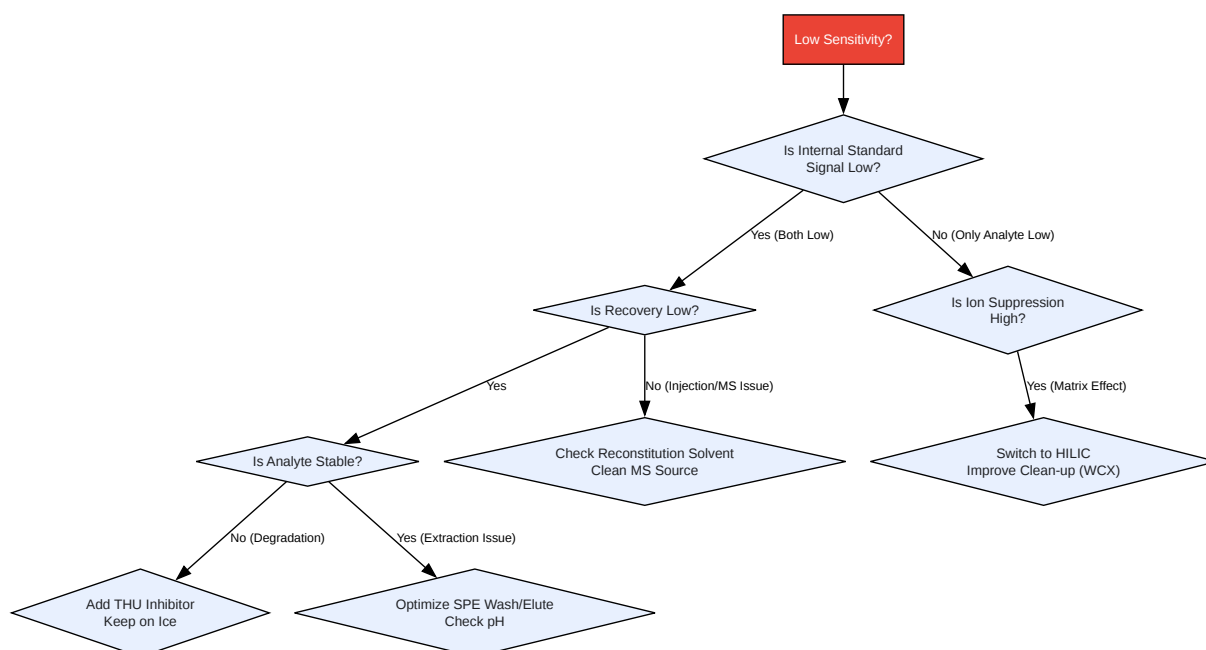 Low Sensitivity?
Is Internal Standard
Signal Low?
Yes (Both Low)
No (Only Analyte Low)
Is Recovery Low?
Is Ion Suppression
High?
Yes
No (Injection/MS Issue)
Yes (Matrix Effect)
Is Analyte Stable?
Check Reconstitution Solvent
Clean MS Source
Switch to HILIC
Improve Clean-up (WCX)
No (Degradation)
Yes (Extraction Issue)
Add THU Inhibitor
Keep on Ice
Optimize SPE Wash/Elute
Check pH